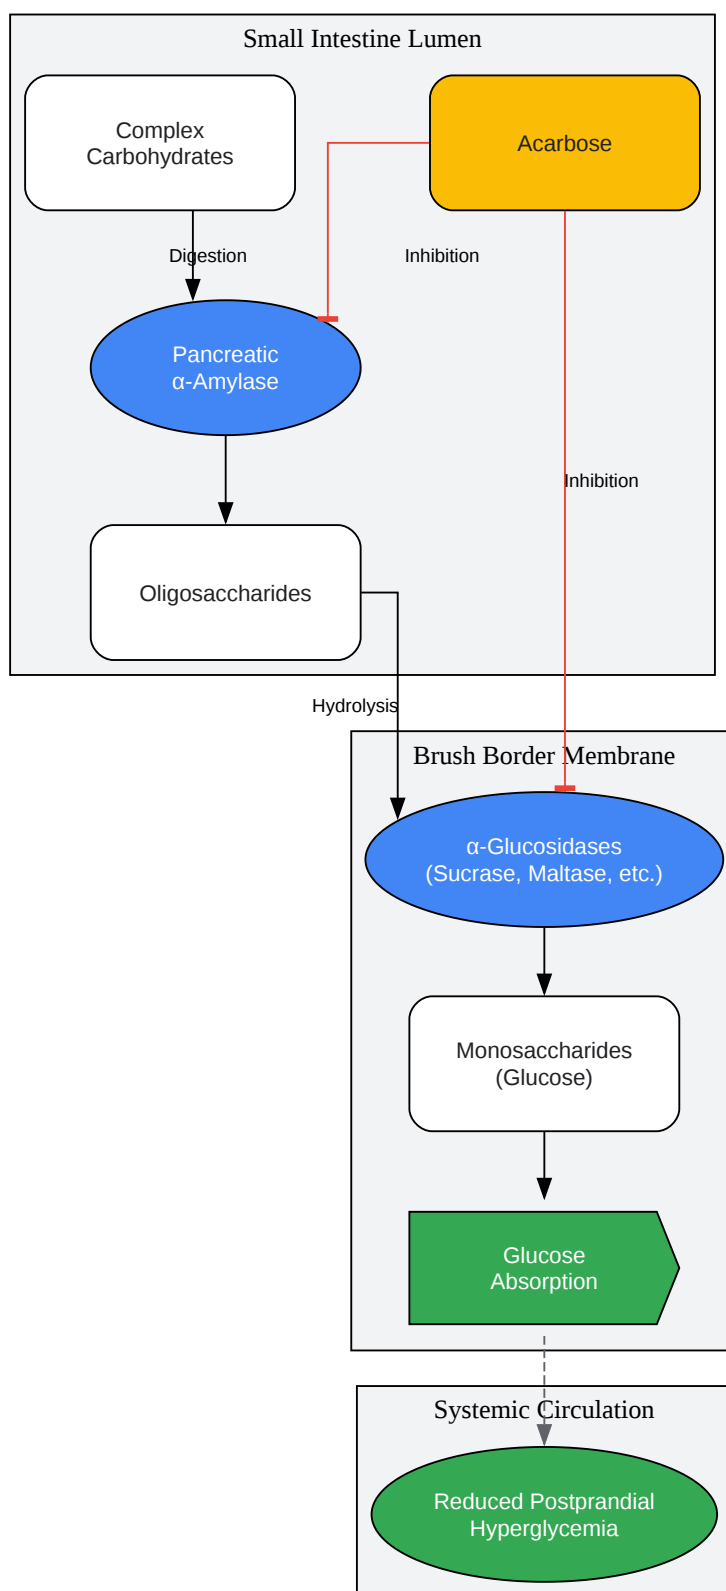 Small Intestine Lumen
Complex
Carbohydrates
Acarbose
Digestion
Inhibition
Pancreatic
α-Amylase
Inhibition
Oligosaccharides
Hydrolysis
Brush Border Membrane
α-Glucosidases
(Sucrase, Maltase, etc.)
Monosaccharides
(Glucose)
Glucose
Absorption
Systemic Circulation
Reduced Postprandial
Hyperglycemia